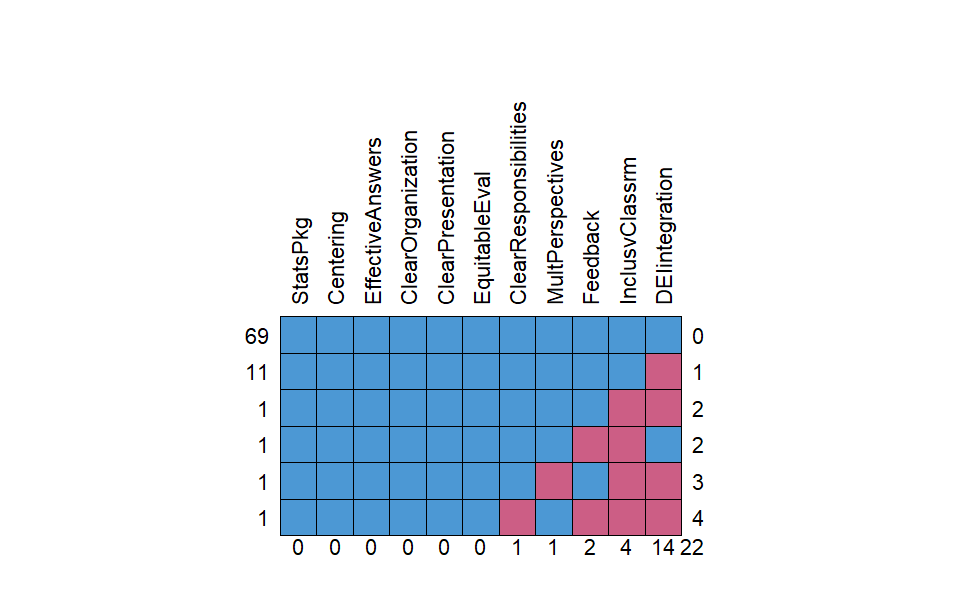 StatsPkg
Centering
EffectiveAnswers
ClearOrganization
ClearPresentation
EquitableEval
ClearResponsibilities
MultPerspectives
Feedback
InclusvClassrm
DEIintegration
69 0
11 1
1 2
1 2
1 3
1 4
0 0 0 0 0 0 1 1 2 4 14 22